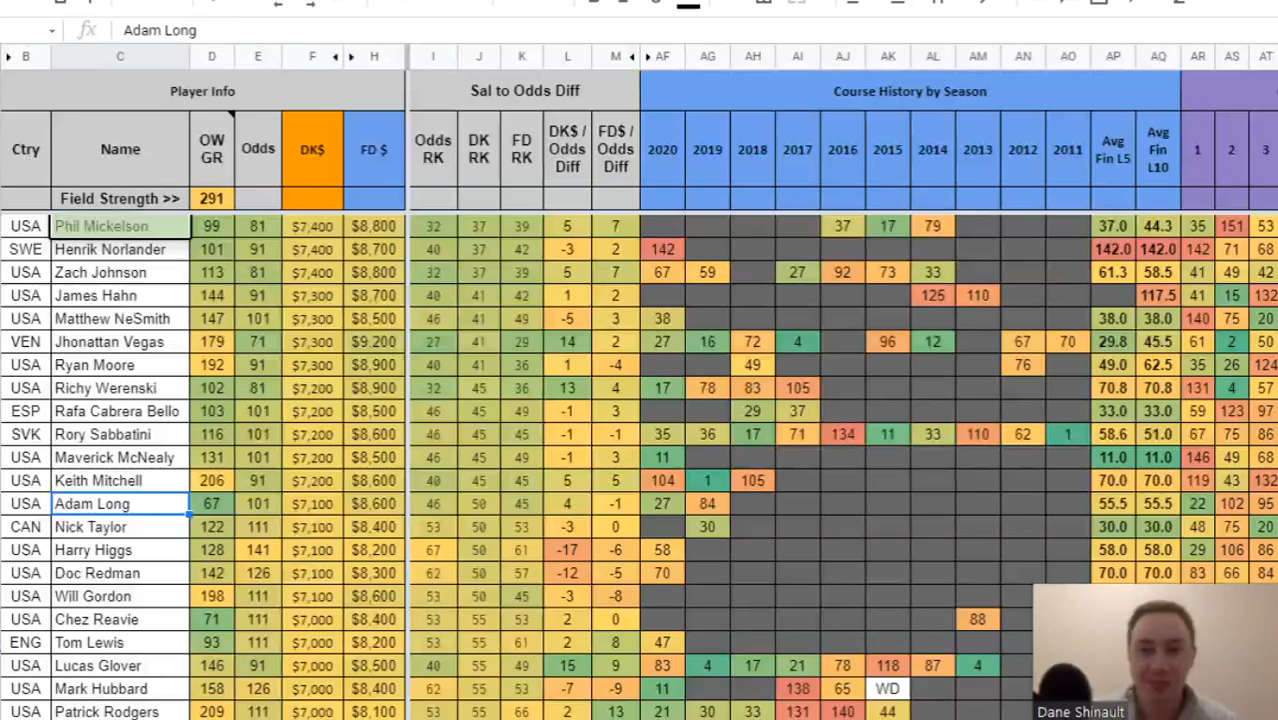 fx Adam Long
B C D E F H I J K L M AF AG AH AI AJ AK AL AM AN AO AP AQ AR AS AT
Player Info Sal to Odds Diff Course History by Season
Ctry Name OW GR Odds DK$ FD $ Odds RK DK RK FD RK DK$ / Odds Diff FD$ / Odds Diff 2020 2019 2018 2017 2016 2015 2014 2013 2012 2011 Avg Fin L5 Avg Fin L10 1 2 3
Field Strength >> 291
USA Phil Mickelson 99 81 $7,400 $8,800 32 37 39 5 7 37 17 79 37.0 44.3 35 151 53
SWE Henrik Norlander 101 91 $7,400 $8,700 40 37 42 -3 2 142 142.0 142.0 142 71 68
USA Zach Johnson 113 81 $7,400 $8,800 32 37 39 5 7 67 59 27 92 73 33 61.3 58.5 41 49 42
USA James Hahn 144 91 $7,300 $8,700 40 41 42 1 2 125 110 117.5 41 15 132
USA Matthew NeSmith 147 101 $7,300 $8,500 46 41 49 -5 3 38 38.0 38.0 140 75 20
VEN Jhonattan Vegas 179 71 $7,300 $9,200 27 41 29 14 2 27 16 72 4 96 12 67 70 29.8 45.5 61 2 50
USA Ryan Moore 192 91 $7,300 $8,900 40 41 36 1 -4 49 76 49.0 62.5 35 26 124
USA Richy Werenski 102 81 $7,200 $8,900 32 45 36 13 4 17 78 83 105 70.8 70.8 131 4 57
ESP Rafa Cabrera Bello 103 101 $7,200 $8,500 46 45 49 -1 3 29 37 33.0 33.0 59 123 97
SVK Rory Sabbatini 116 101 $7,200 $8,600 46 45 45 -1 -1 35 36 17 71 134 11 33 110 62 1 58.6 51.0 67 75 86
USA Maverick McNealy 131 101 $7,200 $8,500 46 45 49 -1 3 11 11.0 11.0 146 49 68
USA Keith Mitchell 206 91 $7,200 $8,600 40 45 45 5 5 104 1 105 70.0 70.0 119 43 132
USA Adam Long 67 101 $7,100 $8,600 46 50 45 4 -1 27 84 55.5 55.5 22 102 95
CAN Nick Taylor 122 111 $7,100 $8,400 53 50 53 -3 0 30 30.0 30.0 48 75 20
USA Harry Higgs 128 141 $7,100 $8,200 67 50 61 -17 -6 58 58.0 58.0 29 106 86
USA Doc Redman 142 126 $7,100 $8,300 62 50 57 -12 -5 70 70.0 70.0 83 66 84
USA Will Gordon 198 111 $7,100 $8,600 53 50 45 -3 -8
USA Chez Reavie 71 111 $7,000 $8,400 53 55 53 2 0 88
ENG Tom Lewis 93 111 $7,000 $8,200 53 55 61 2 8 47
USA Lucas Glover 146 91 $7,000 $8,500 40 55 49 15 9 83 4 17 21 78 118 87 4
USA Mark Hubbard 158 126 $7,000 $8,400 62 55 53 -7 -9 11 138 65 WD
USA Patrick Rodgers 209 111 $7,000 $8,100 53 55 66 2 13 21 30 33 131 140 44
Dane Shinault